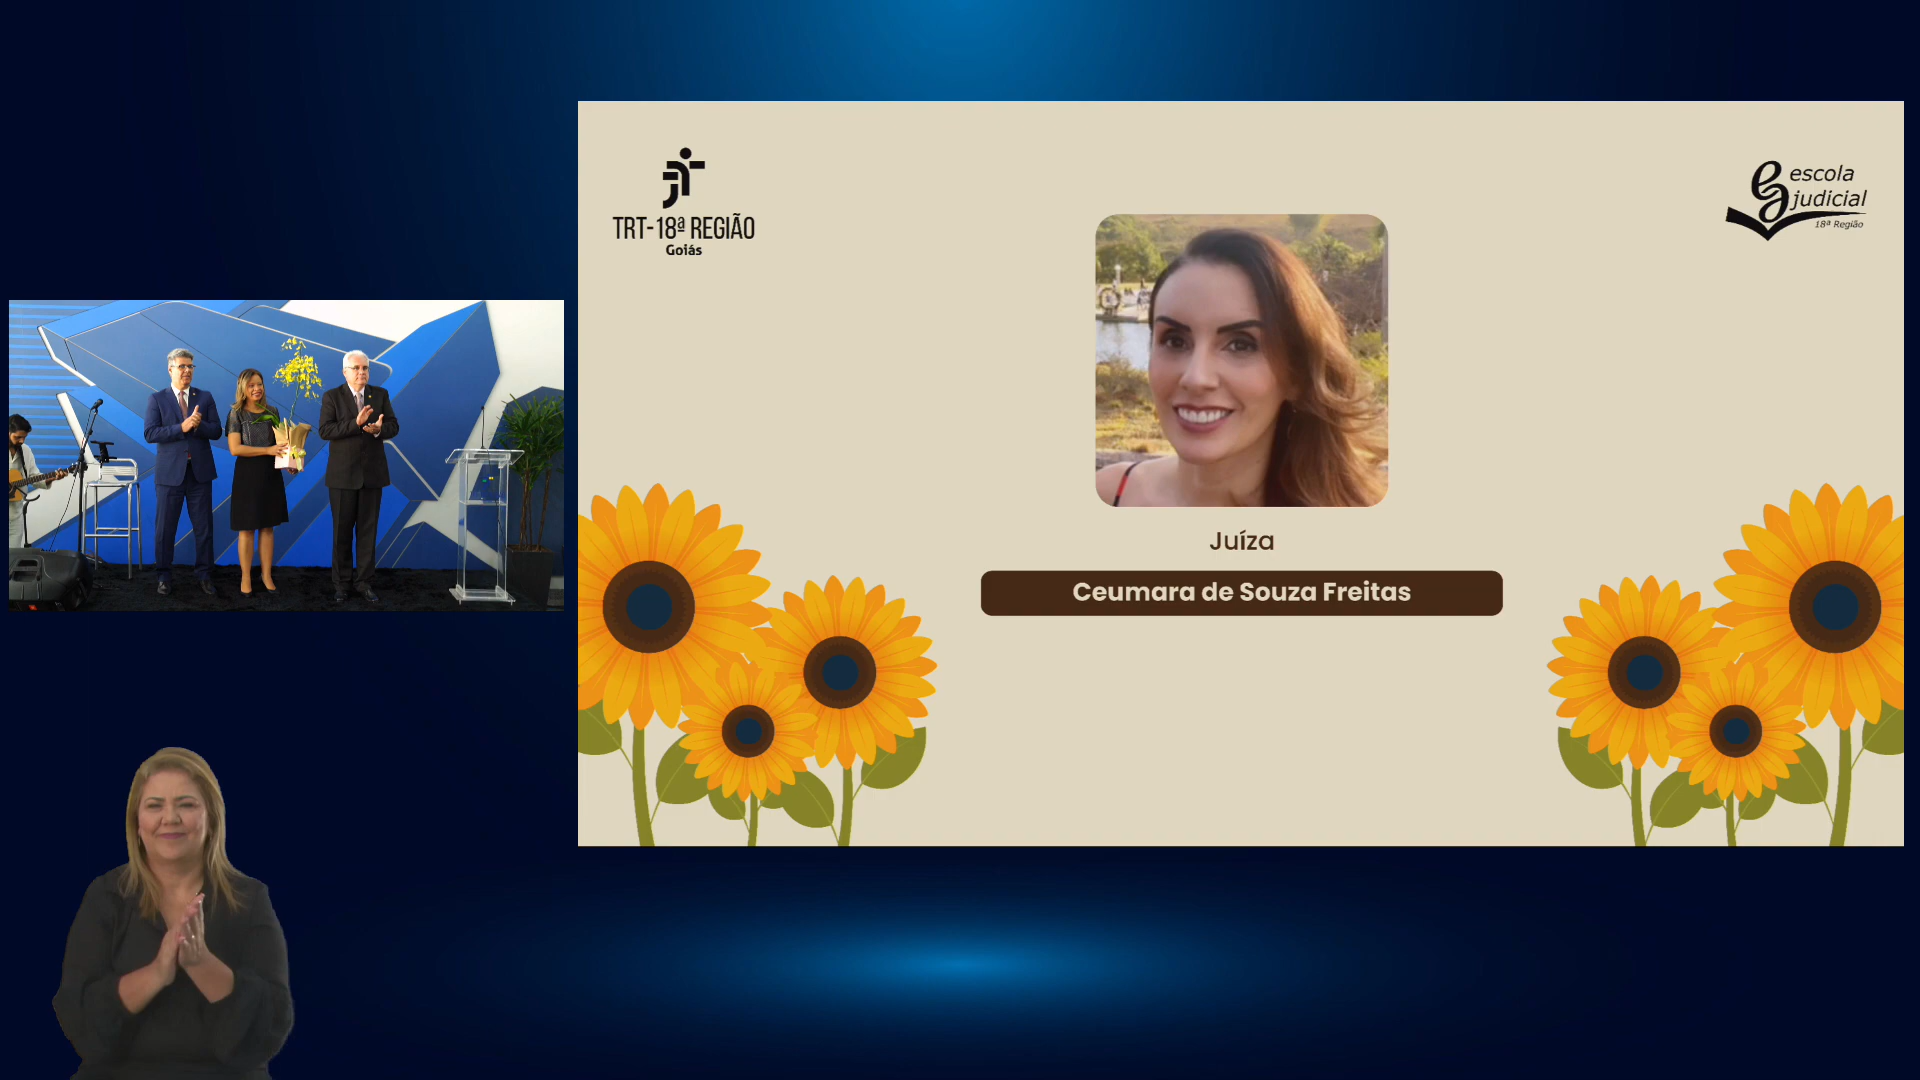 TRT-18ª REGIÃO
Goiás
escola
judicial
18ª Região
Juíza
Ceumara de Souza Freitas